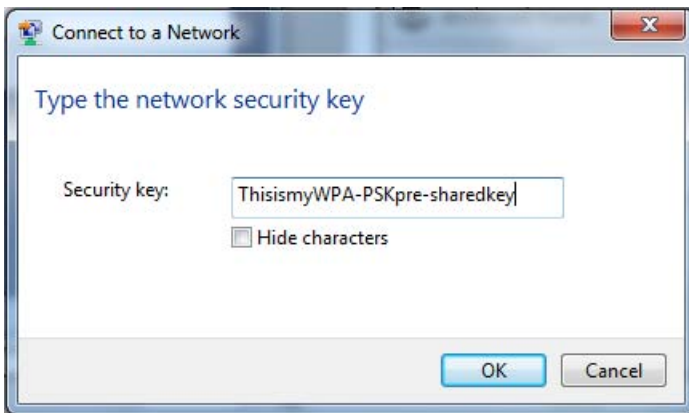 Connect to a Network
Type the network security key
Security key: ThisismyWPA-PSKpre-sharedkey
Hide characters
OK Cancel